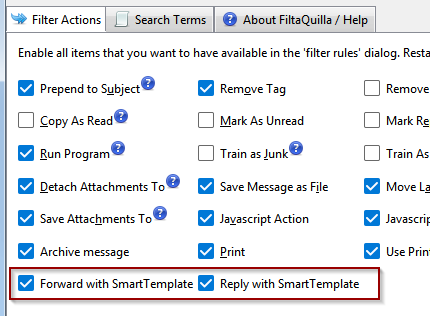 Filter Actions Search Terms ? About FiltaQuilla / Help
Enable all items that you want to have available in the 'filter rules' dialog. Resta
Prepend to Subject ? Remove Tag Remove
Copy As Read ? Mark As Unread Mark Re
Run Program ? Train as Junk ? Train As
Detach Attachments To ? Save Message as File Move La
Save Attachments To ? Javascript Action Javascrip
Archive message Print Use Print
Forward with SmartTemplate Reply with SmartTemplate